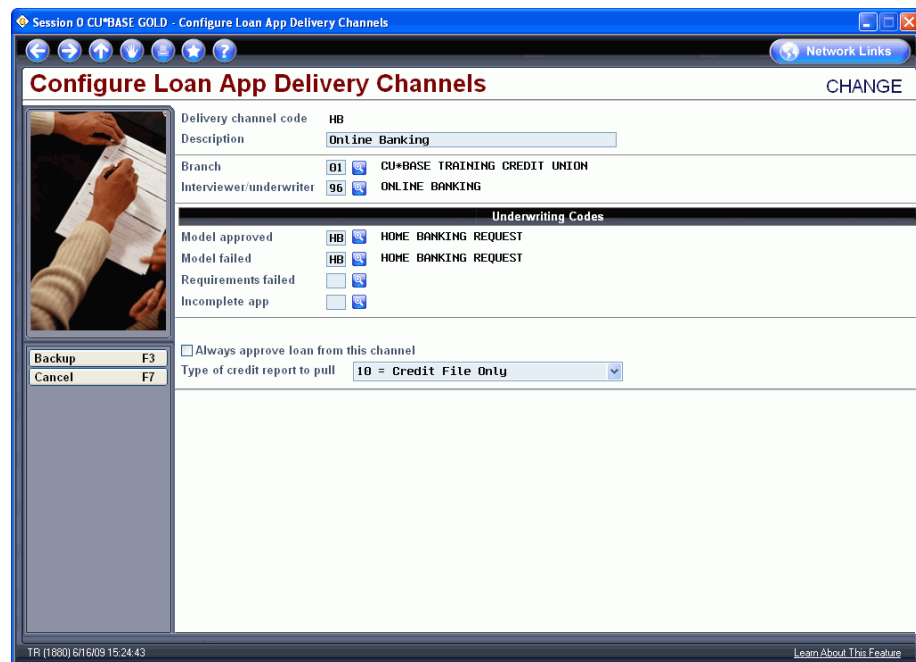 Session 0 CU*BASE GOLD - Configure Loan App Delivery Channels
Network Links
Configure Loan App Delivery Channels
CHANGE
Delivery channel code HB
Description Online Banking
Branch 01 CU*BASE TRAINING CREDIT UNION
Interviewer/underwriter 96 ONLINE BANKING
Underwriting Codes
Model approved HB HOME BANKING REQUEST
Model failed HB HOME BANKING REQUEST
Requirements failed
Incomplete app
Always approve loan from this channel
Type of credit report to pull 10 = Credit File Only
Backup F3
Cancel F7
TR (1880) 6/16/09 15:24:43
Learn About This Feature